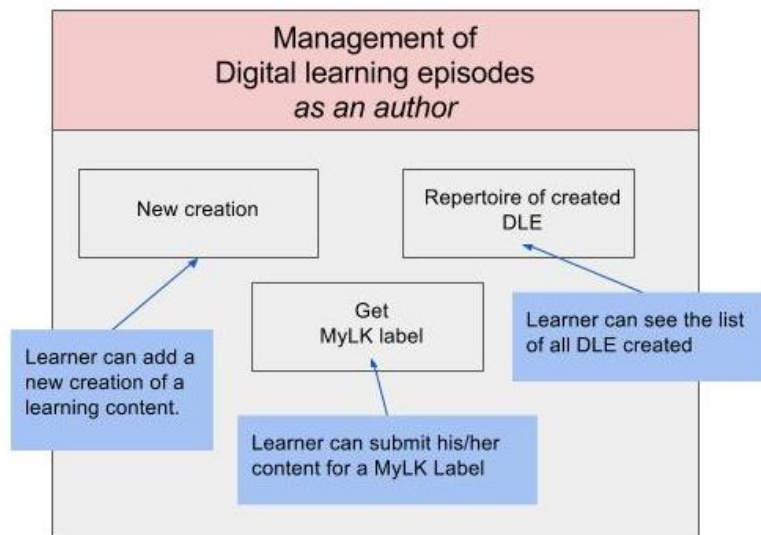 Management of
Digital learning episodes
as an author
New creation
Repertoire of created
DLE
Get
MyLK label
Learner can add a
new creation of a
learning content.
Learner can see the list
of all DLE created
Learner can submit his/her
content for a MyLK Label